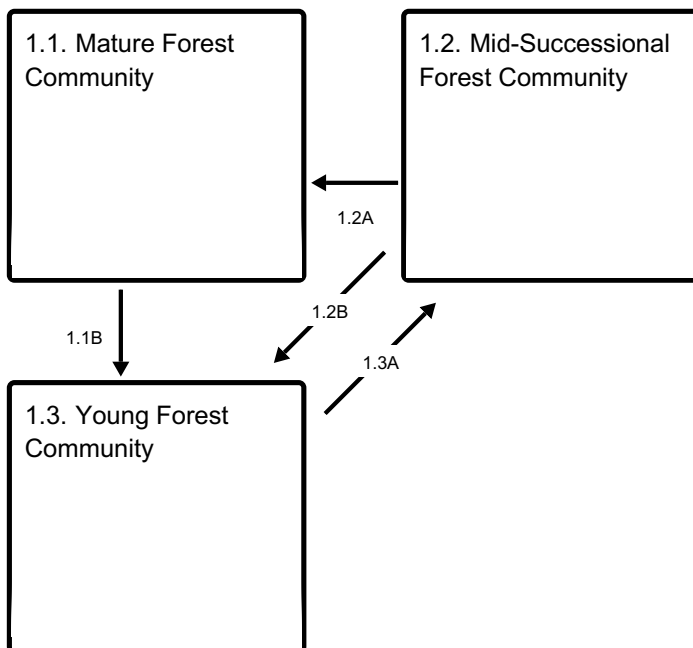 1.1. Mature Forest
Community
1.2. Mid-Successional
Forest Community
1.2A
1.2B
1.1B
1.3A
1.3. Young Forest
Community